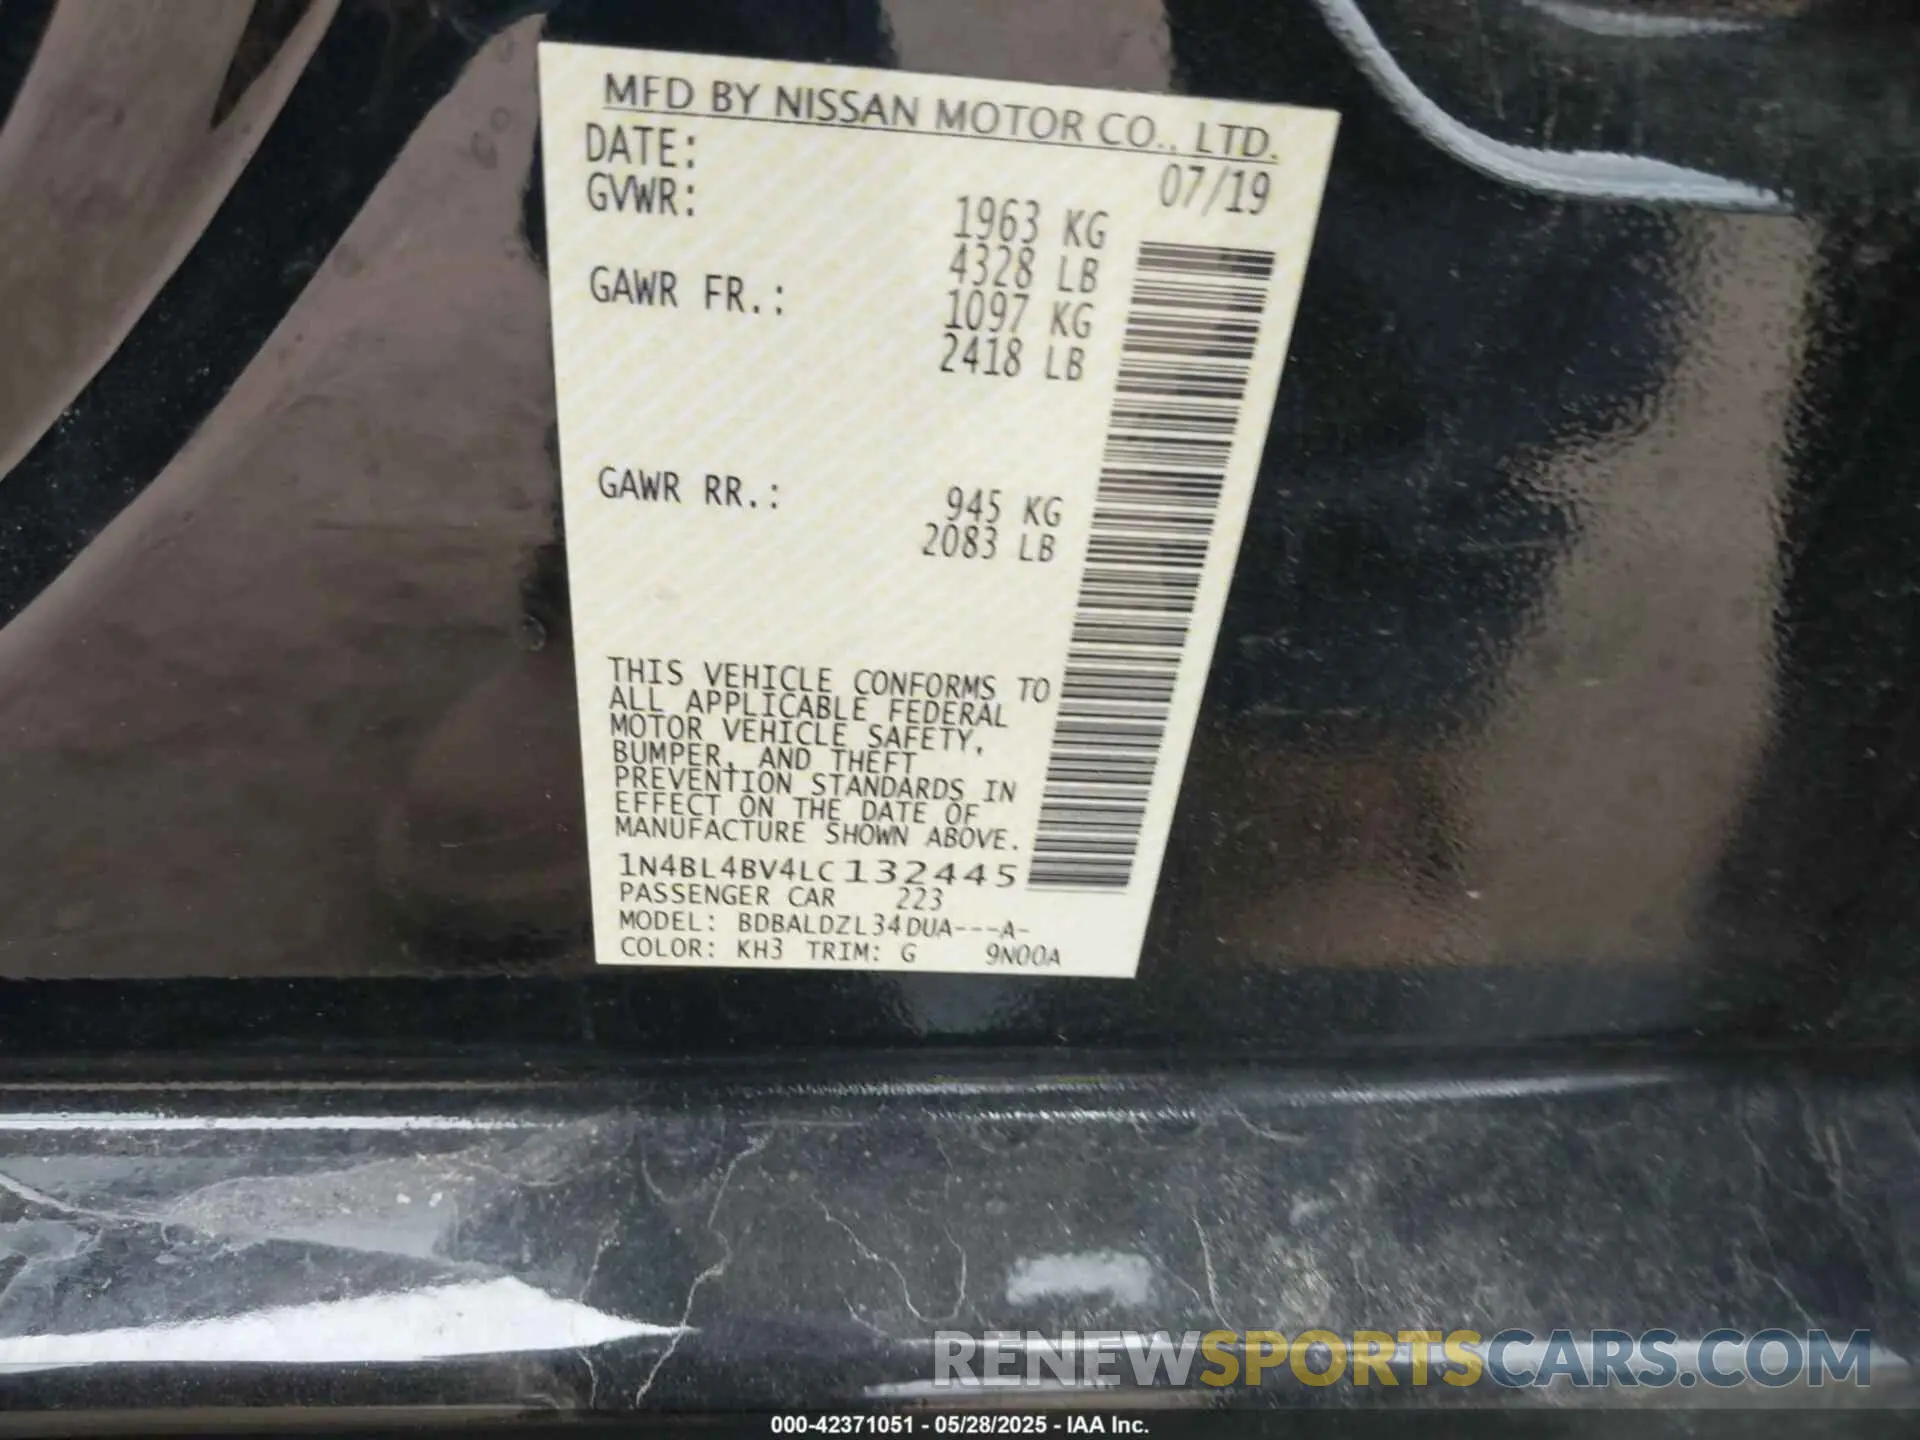 MFD BY NISSAN MOTOR CO., LTD.
DATE: 07/19
GVWR: 1963 KG
4328 LB
GAWR FR.: 1097 KG
2418 LB
GAWR RR.: 945 KG
2083 LB
THIS VEHICLE CONFORMS TO
ALL APPLICABLE FEDERAL
MOTOR VEHICLE SAFETY,
BUMPER, AND THEFT
PREVENTION STANDARDS IN
EFFECT ON THE DATE OF
MANUFACTURE SHOWN ABOVE.
1N4BL4BV4LC132445
PASSENGER CAR 223
MODEL: BDBALDZL34DUA---A-
COLOR: KH3 TRIM: G 9N00A
RENEWSPORTSCARS.COM
000-42371051 - 05/28/2025 - IAA Inc.